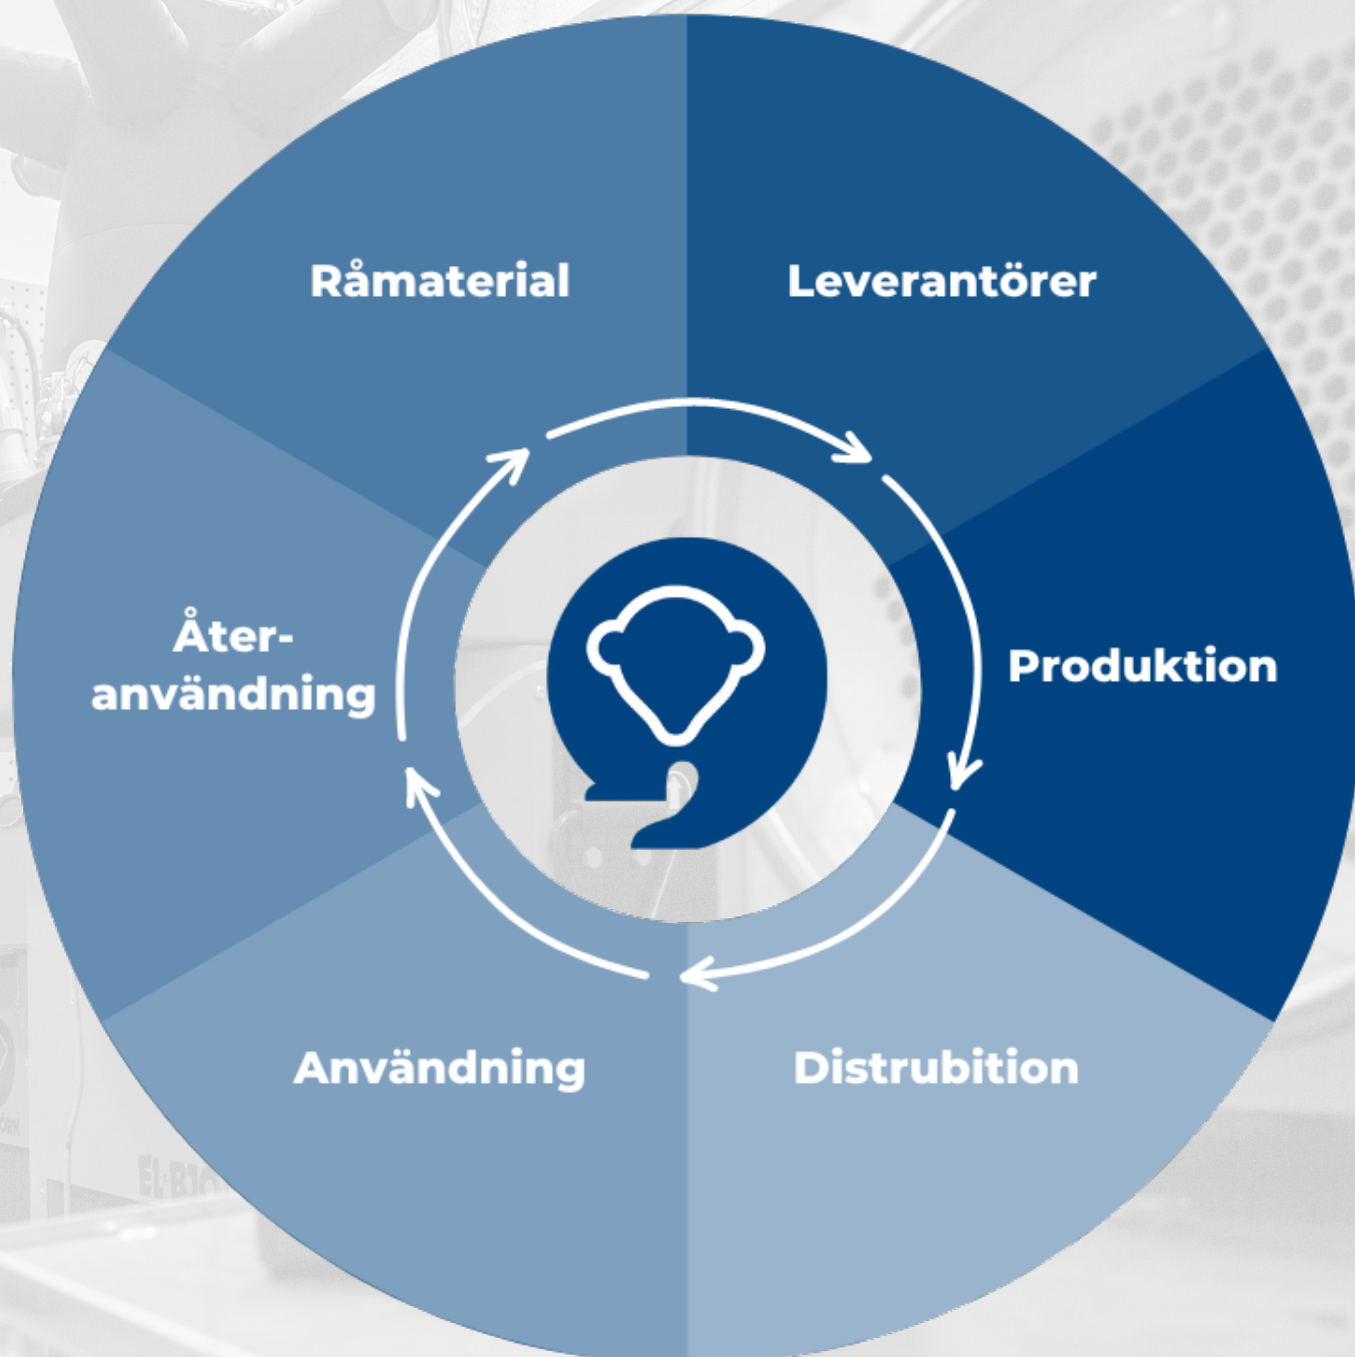 Råmaterial
Leverantörer
Produktion
Distrubition
Användning
Åter-
användning